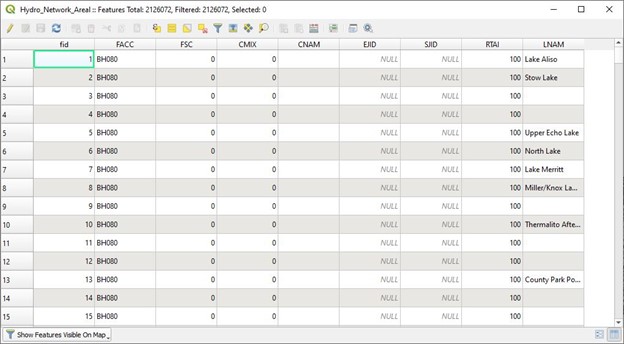 Hydro_Network_Areal :: Features Total: 2126072, Filtered: 2126072, Selected: 0
fid FACC FSC CMIX CNAM EJID SJID RTAI LNAM
1 1 BH080 0 0 NULL NULL 100 Lake Aliso
2 2 BH080 0 0 NULL NULL 100 Stow Lake
3 3 BH080 0 0 NULL NULL 100
4 4 BH080 0 0 NULL NULL 100
5 5 BH080 0 0 NULL NULL 100 Upper Echo Lake
6 6 BH080 0 0 NULL NULL 100 North Lake
7 7 BH080 0 0 NULL NULL 100 Lake Merritt
8 8 BH080 0 0 NULL NULL 100 Miller/Knox La...
9 9 BH080 0 0 NULL NULL 100
10 10 BH080 0 0 NULL NULL 100 Thermalito Afte...
11 11 BH080 0 0 NULL NULL 100
12 12 BH080 0 0 NULL NULL 100
13 13 BH080 0 0 NULL NULL 100 County Park Po...
14 14 BH080 0 0 NULL NULL 100
15 15 BH080 0 0 NULL NULL 100
Show Features Visible On Map